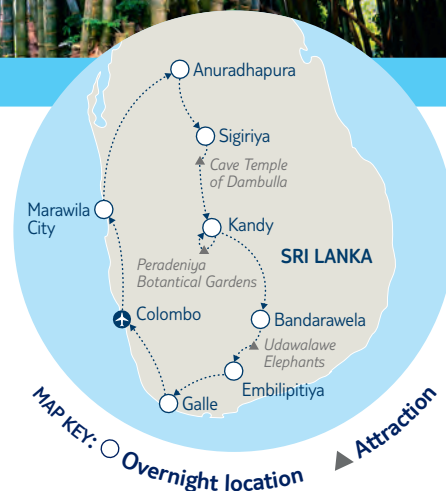 Anuradhapura
Sigiriya
Cave Temple
of Dambulla
Marawila
City
Kandy
SRI LANKA
Peradeniya
Botanical Gardens
Colombo
Bandarawela
Udawalawe
Elephants
Embilipitiya
Galle
MAP KEY: Overnight location
Attraction